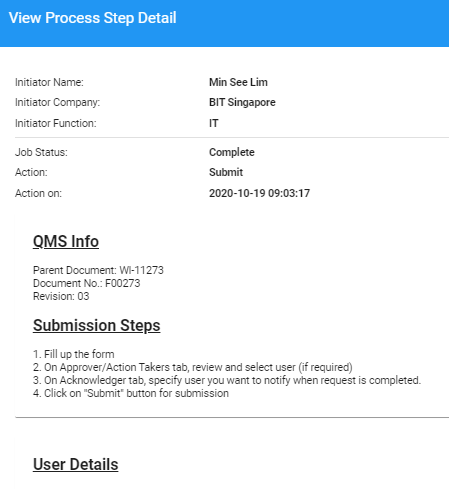 View Process Step Detail
Initiator Name: Min See Lim
Initiator Company: BIT Singapore
Initiator Function: IT
Job Status: Complete
Action: Submit
Action on: 2020-10-19 09:03:17
QMS Info
Parent Document: WI-11273
Document No.: F00273
Revision: 03
Submission Steps
1. Fill up the form
2. On Approver/Action Takers tab, review and select user (if required)
3. On Acknowledger tab, specify user you want to notify when request is completed.
4. Click on "Submit" button for submission
User Details